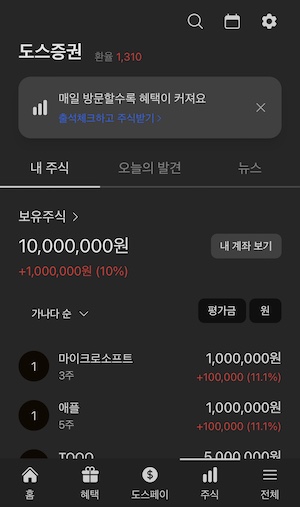 도스증권 환율 1,310
매일 방문할수록 혜택이 커져요
출석체크하고 주식받기 >
내 주식 오늘의 발견 뉴스
보유주식 >
10,000,000원 내 계좌 보기
+1,000,000원 (10%)
가나다 순 평가금 원
1 마이크로소프트 1,000,000원
3주 +100,000 (11.1%)
1 애플 1,000,000원
5주 +100,000 (11.1%)
5,000,000원
홈 혜택 도스페이 주식 전체